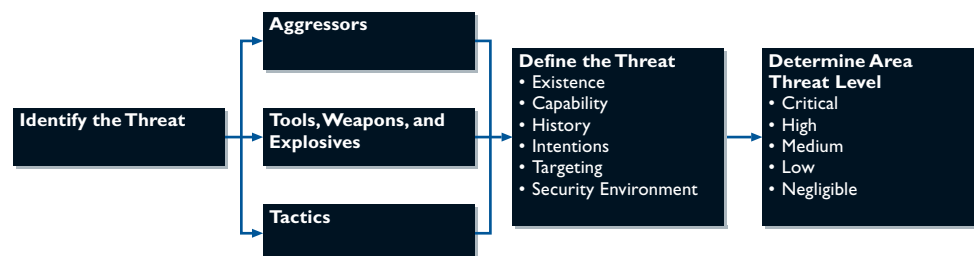 Identify the Threat
Aggressors
Tools, Weapons, and
Explosives
Tactics
Define the Threat
• Existence
• Capability
• History
• Intentions
• Targeting
• Security Environment
Determine Area
Threat Level
• Critical
• High
• Medium
• Low
• Negligible